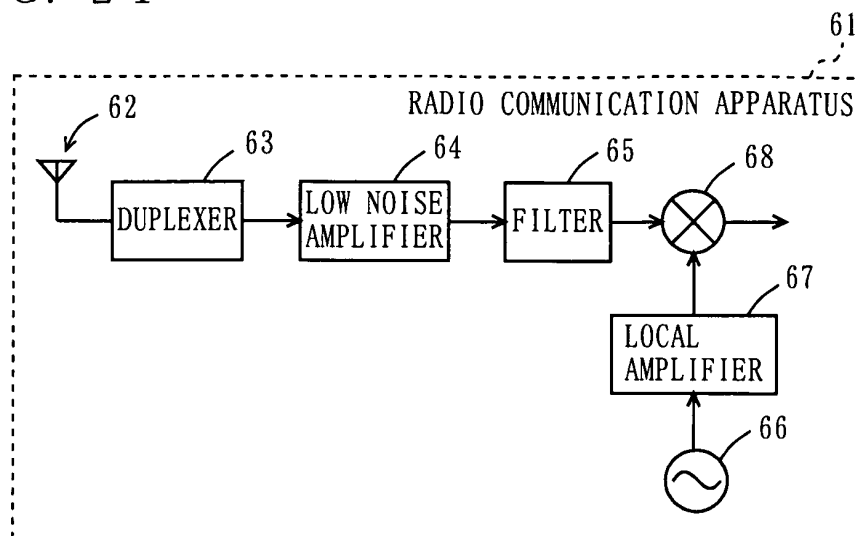 61
RADIO COMMUNICATION APPARATUS
62
63
64
65
68
DUPLEXER
LOW NOISE
AMPLIFIER
FILTER
67
LOCAL
AMPLIFIER
66